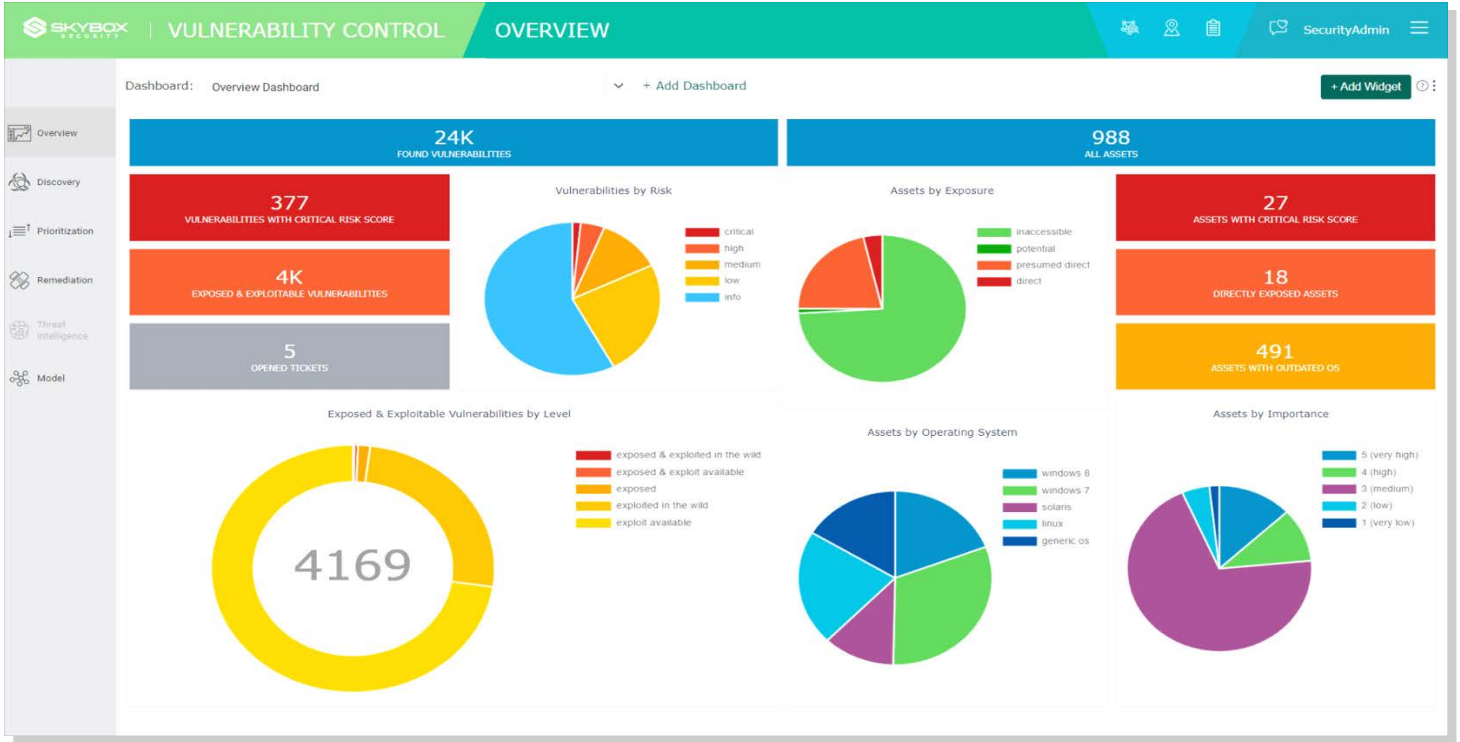 SKYBOX
SECURITY
VULNERABILITY CONTROL
OVERVIEW
SecurityAdmin
Dashboard: Overview Dashboard
+ Add Dashboard
+ Add Widget
Overview
Discovery
Prioritization
Remediation
Threat
Intelligence
Model
24K
FOUND VULNERABILITIES
988
ALL ASSETS
377
VULNERABILITIES WITH CRITICAL RISK SCORE
4K
EXPOSED & EXPLOITABLE VULNERABILITIES
5
OPENED TICKETS
Vulnerabilities by Risk
critical
high
medium
low
info
Assets by Exposure
inaccessible
potential
presumed direct
direct
27
ASSETS WITH CRITICAL RISK SCORE
18
DIRECTLY EXPOSED ASSETS
491
ASSETS WITH OUTDATED OS
Exposed & Exploitable Vulnerabilities by Level
exposed & exploited in the wild
exposed & exploit available
exposed
exploited in the wild
exploit available
4169
Assets by Operating System
windows 8
windows 7
solaris
linux
generic os
Assets by Importance
5 (very high)
4 (high)
3 (medium)
2 (low)
1 (very low)